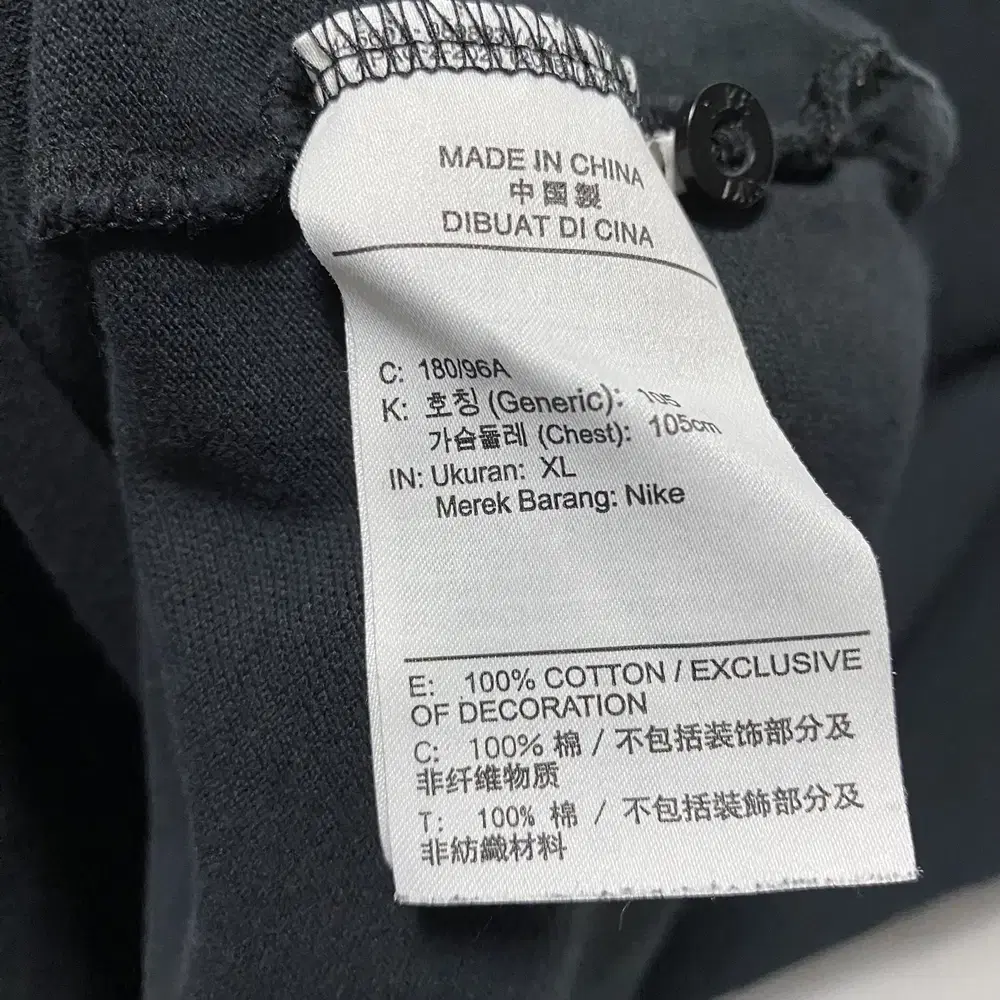 MADE IN CHINA
中国製
DIBUAT DI CINA
C: 180/96A
K: 호칭 (Generic): 105
가슴둘레 (Chest): 105cm
IN: Ukuran: XL
Merek Barang: Nike
E: 100% COTTON / EXCLUSIVE
OF DECORATION
C: 100% 棉 / 不包括装饰部分及
非纤维物质
T: 100% 棉 / 不包括裝飾部分及
非紡織材料